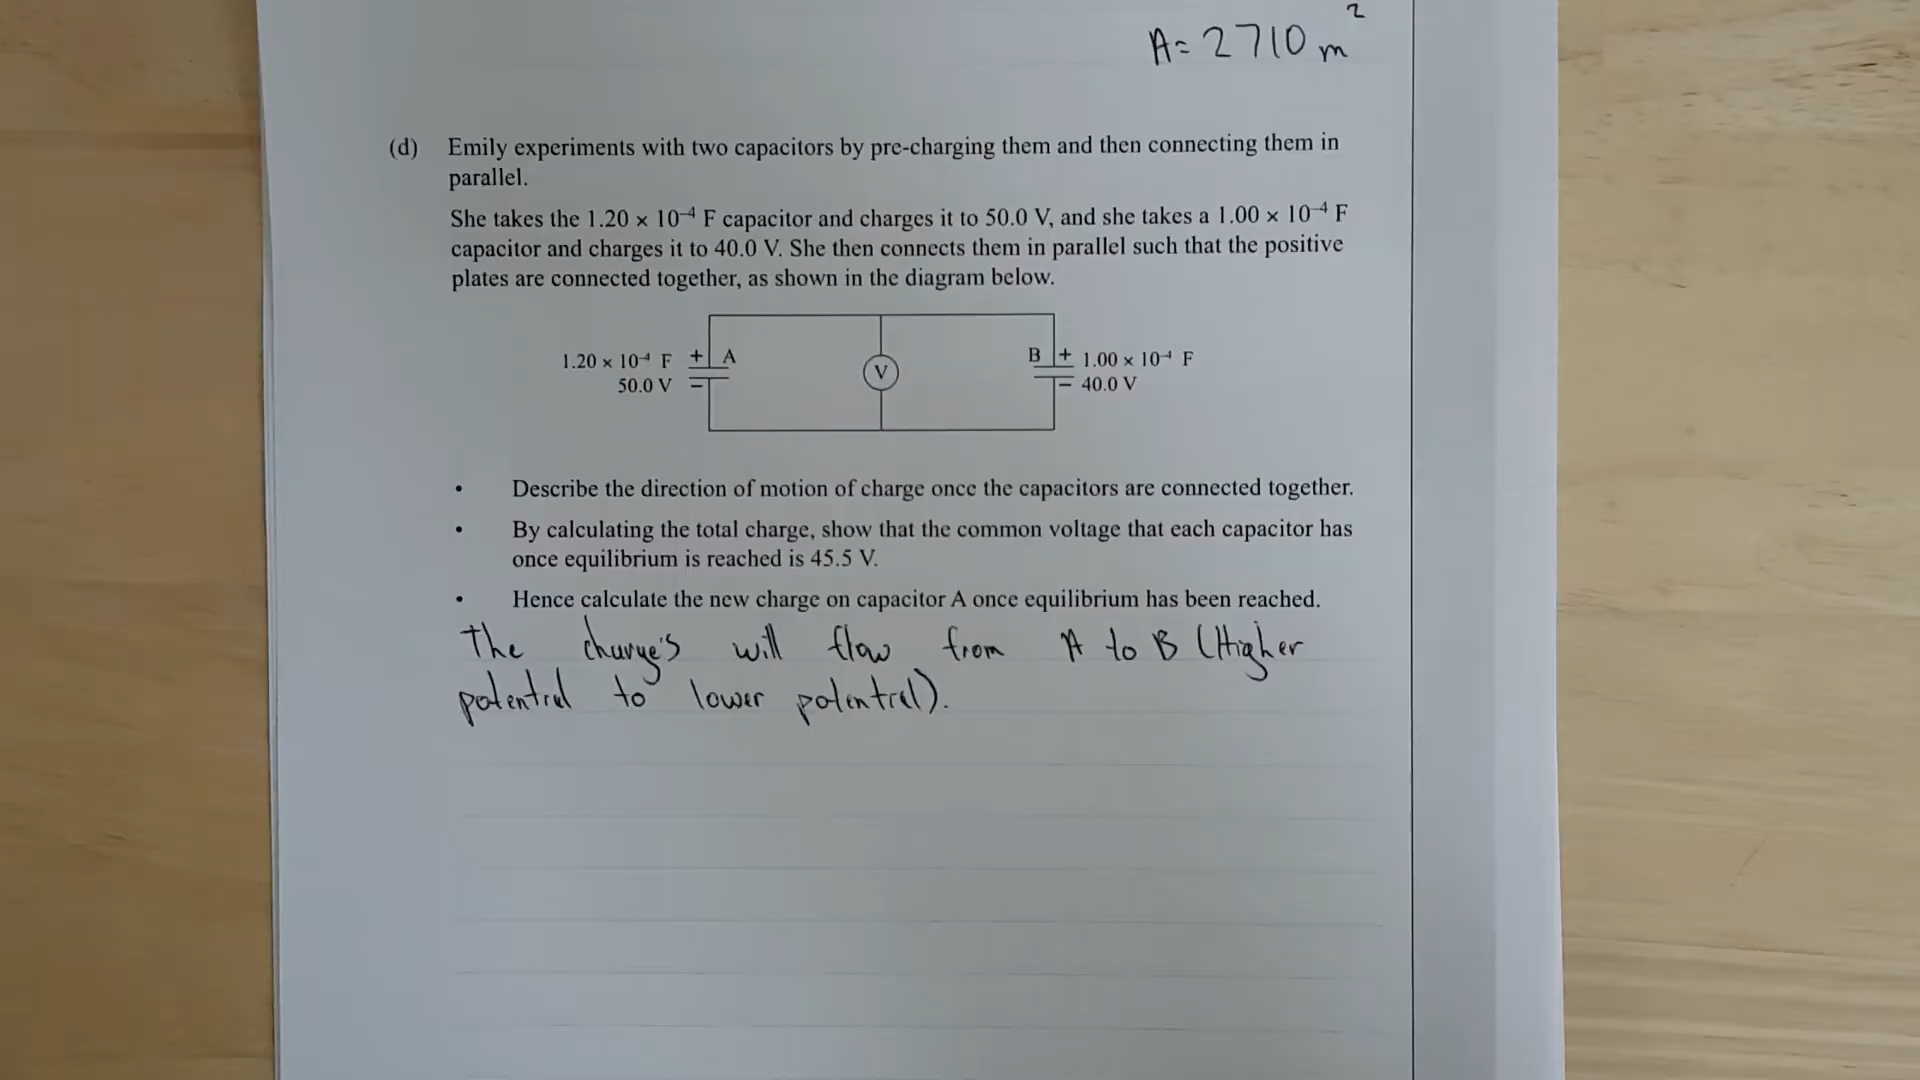 A = 2710 m²
(d) Emily experiments with two capacitors by pre-charging them and then connecting them in
parallel.
She takes the 1.20 × 10⁻⁴ F capacitor and charges it to 50.0 V, and she takes a 1.00 × 10⁻⁴ F
capacitor and charges it to 40.0 V. She then connects them in parallel such that the positive
plates are connected together, as shown in the diagram below.
1.20 × 10⁻⁴ F + A B + 1.00 × 10⁻⁴ F
V
50.0 V − − 40.0 V
• Describe the direction of motion of charge once the capacitors are connected together.
• By calculating the total charge, show that the common voltage that each capacitor has
once equilibrium is reached is 45.5 V.
• Hence calculate the new charge on capacitor A once equilibrium has been reached.
The charge's will flow from A to B (Higher
potential to lower potential).